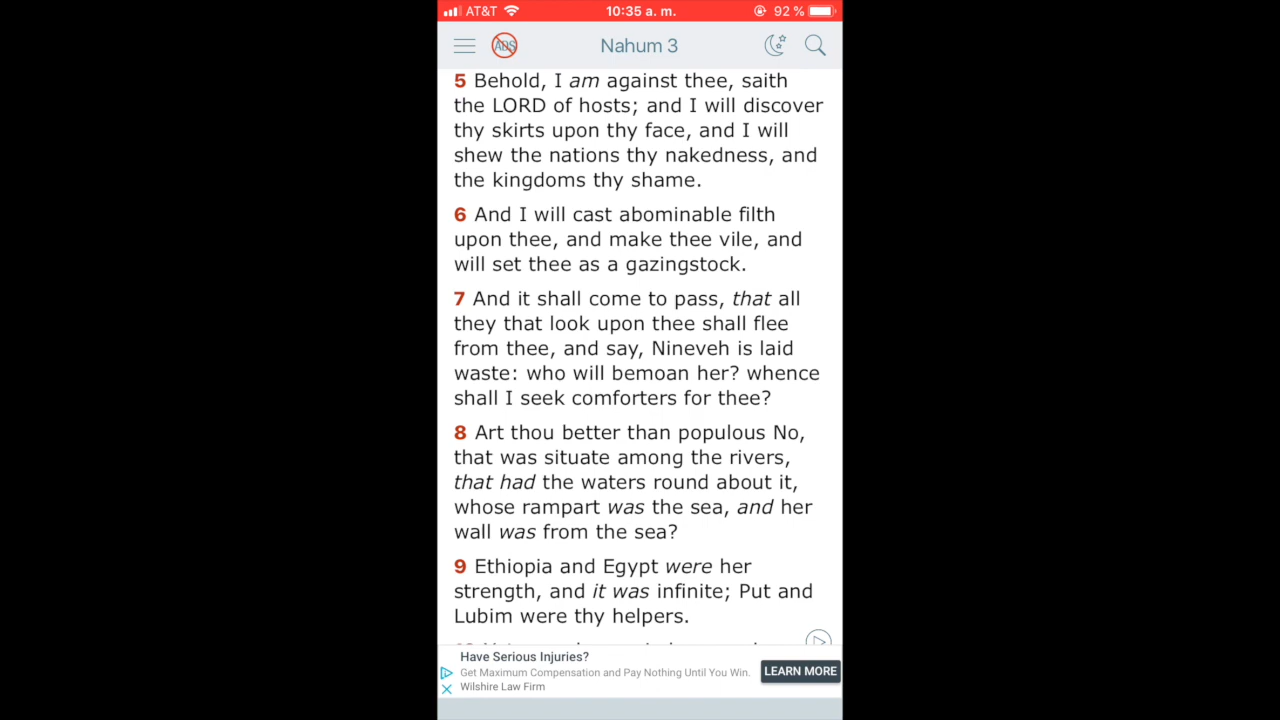 AT&T 10:35 a. m. 92 %
ADS Nahum 3
5 Behold, I am against thee, saith
the LORD of hosts; and I will discover
thy skirts upon thy face, and I will
shew the nations thy nakedness, and
the kingdoms thy shame.
6 And I will cast abominable filth
upon thee, and make thee vile, and
will set thee as a gazingstock.
7 And it shall come to pass, that all
they that look upon thee shall flee
from thee, and say, Nineveh is laid
waste: who will bemoan her? whence
shall I seek comforters for thee?
8 Art thou better than populous No,
that was situate among the rivers,
that had the waters round about it,
whose rampart was the sea, and her
wall was from the sea?
9 Ethiopia and Egypt were her
strength, and it was infinite; Put and
Lubim were thy helpers.
Have Serious Injuries?
Get Maximum Compensation and Pay Nothing Until You Win.
Wilshire Law Firm
LEARN MORE